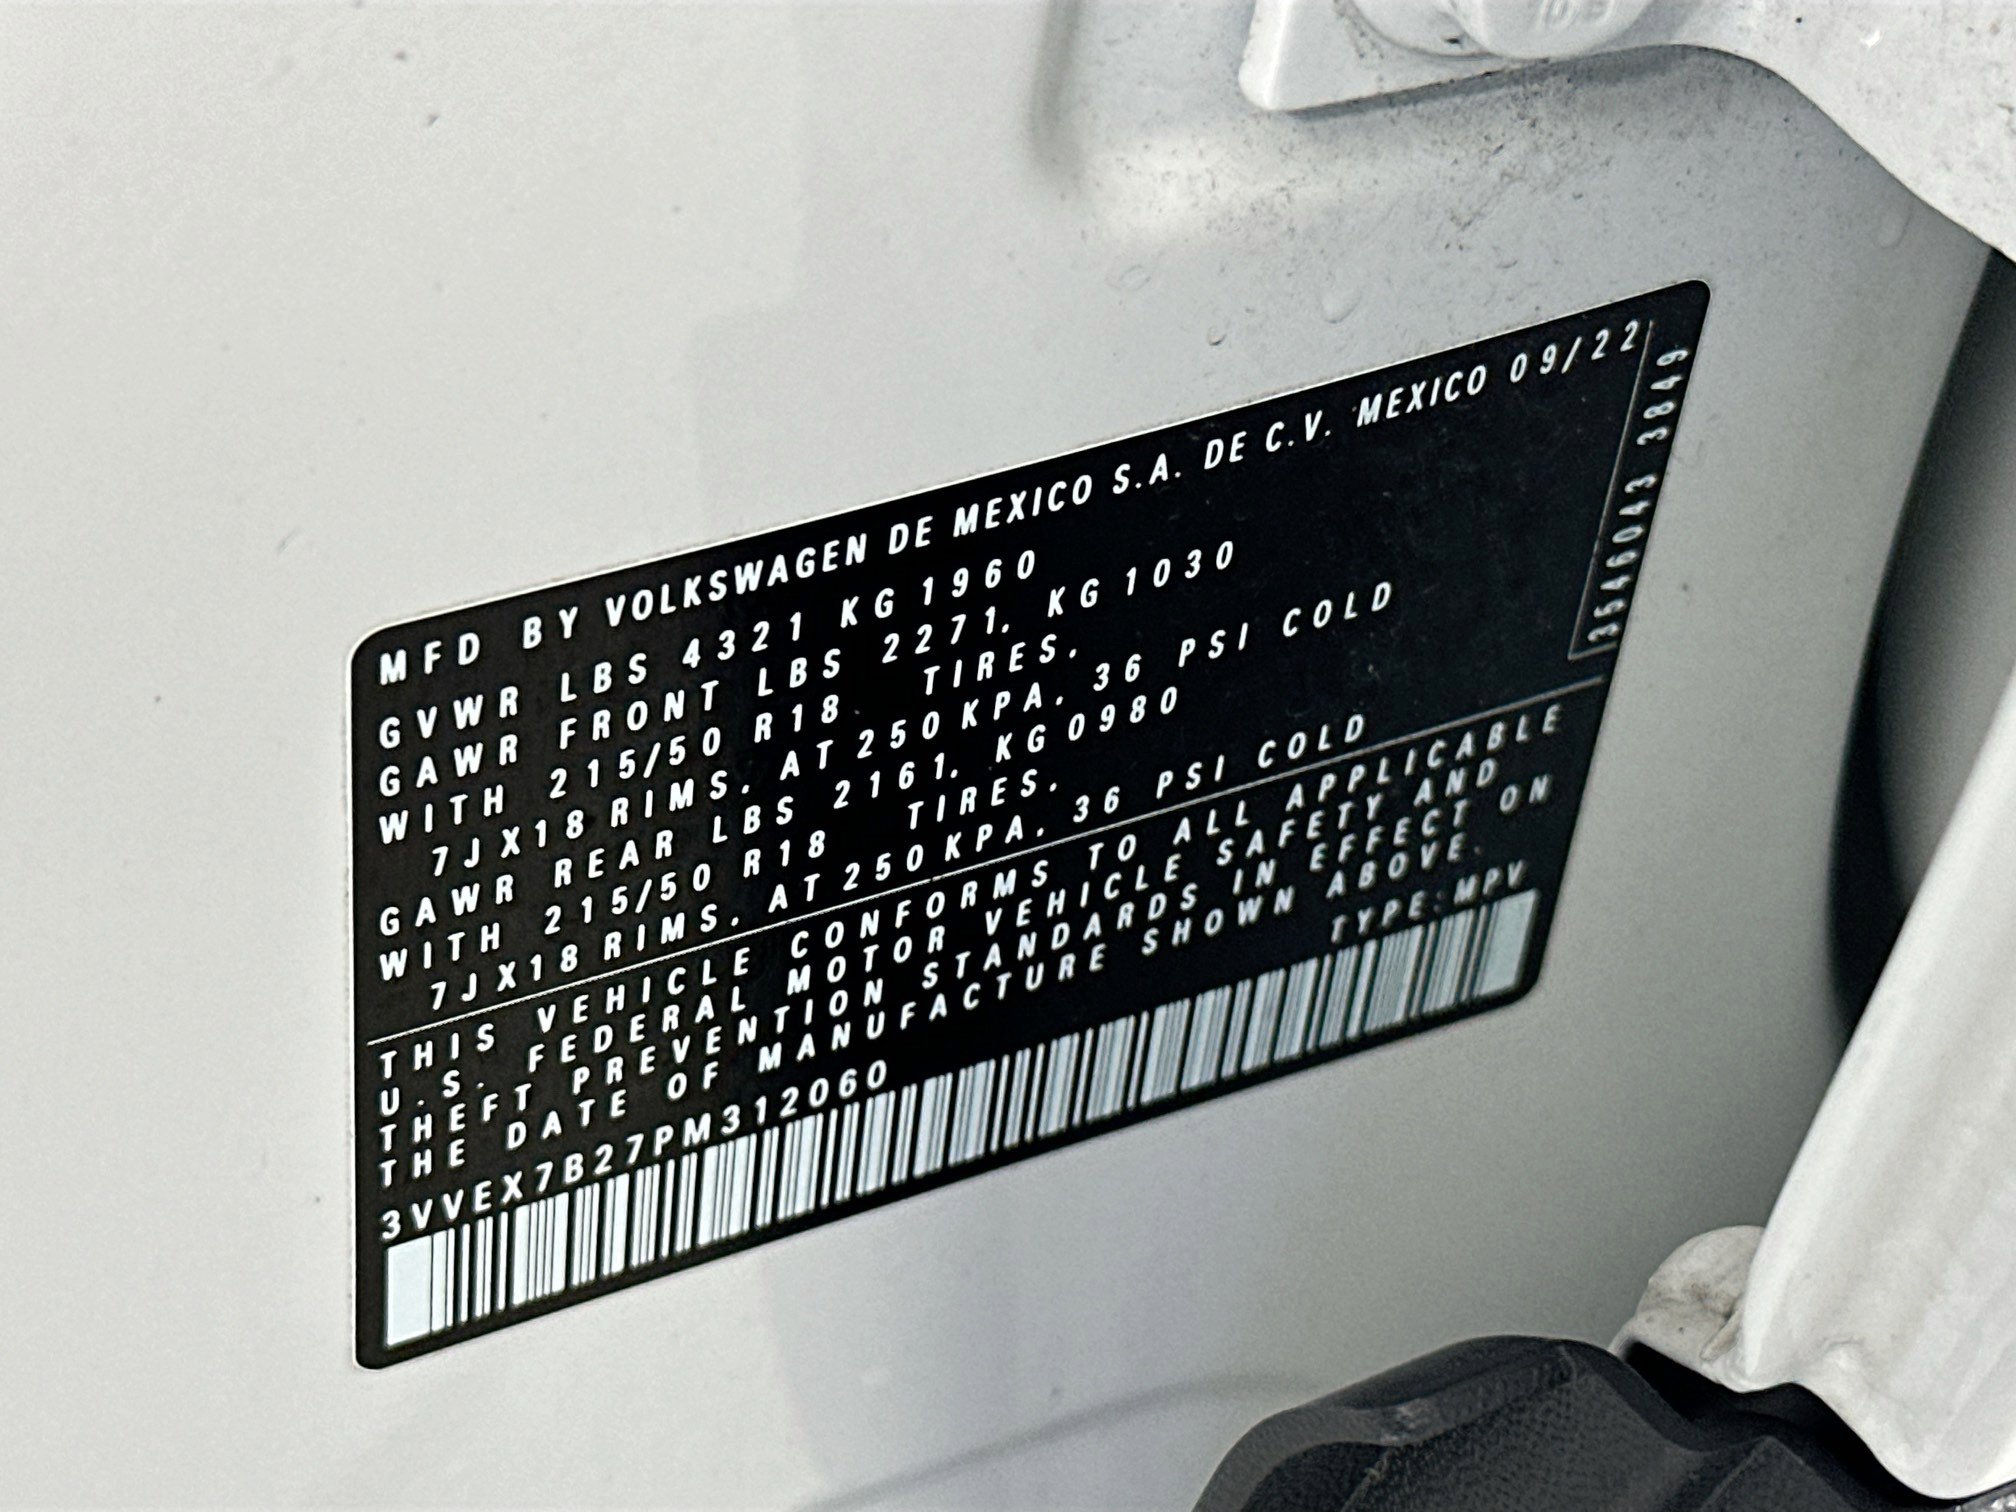 MFD BY VOLKSWAGEN DE MEXICO S.A. DE C.V. MEXICO 09/22
GVWR LBS 4321 KG 1960
GAWR FRONT LBS 2271. KG 1030
WITH 215/50 R18 TIRES.
7JX18 RIMS. AT 250 KPA. 36 PSI COLD
GAWR REAR LBS 2161. KG 0980
WITH 215/50 R18 TIRES.
7JX18 RIMS. AT 250 KPA. 36 PSI COLD
3546043 3849
THIS VEHICLE CONFORMS TO ALL APPLICABLE
U.S. FEDERAL MOTOR VEHICLE SAFETY AND
THEFT PREVENTION STANDARDS IN EFFECT ON
THE DATE OF MANUFACTURE SHOWN ABOVE.
3VVEX7B27PM312060 TYPE: MPV